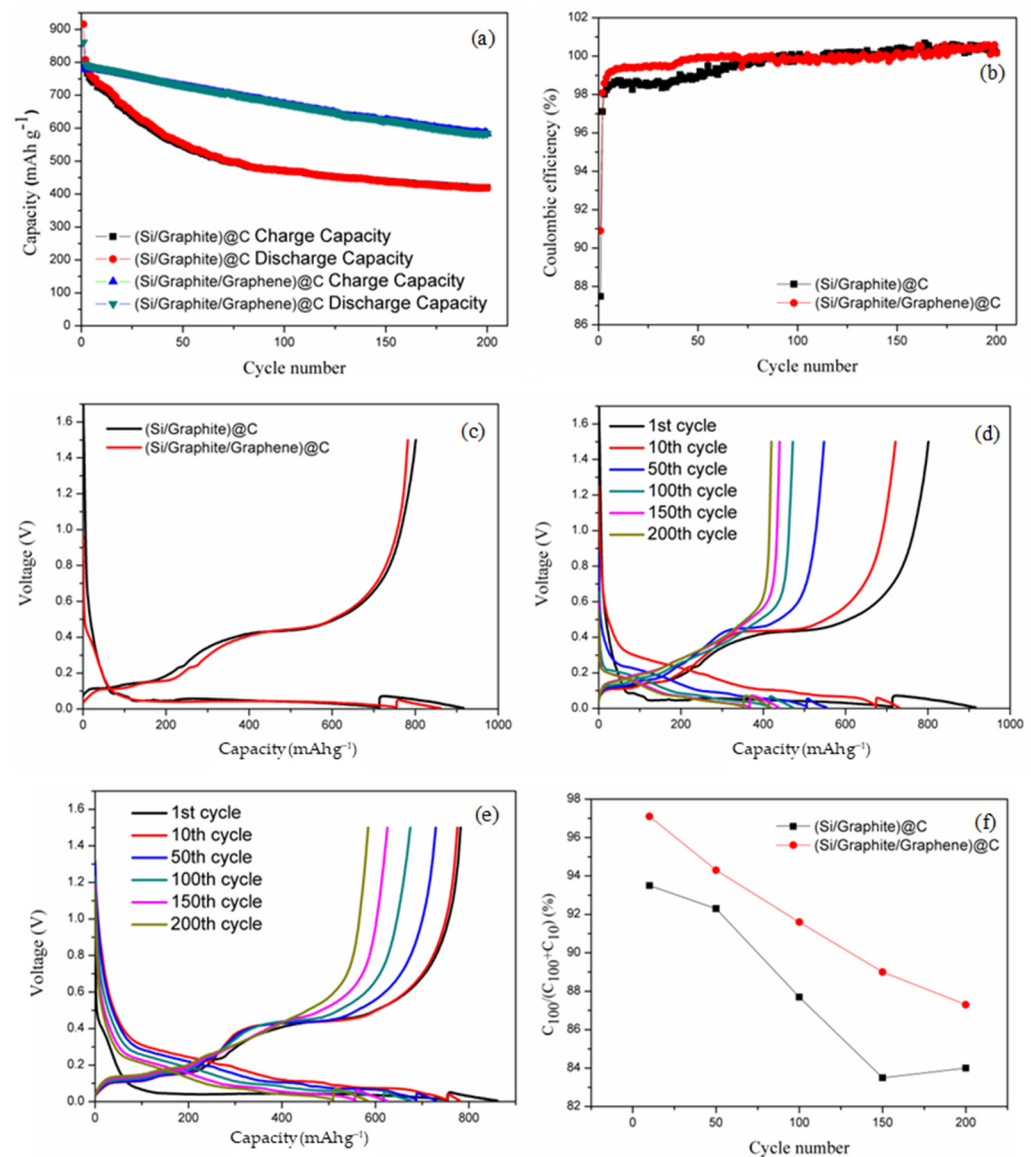 (a)
Capacity (mAh g⁻¹)
900
800
700
600
500
400
300
200
100
0
(Si/Graphite)@C Charge Capacity
(Si/Graphite)@C Discharge Capacity
(Si/Graphite/Graphene)@C Charge Capacity
(Si/Graphite/Graphene)@C Discharge Capacity
0 50 100 150 200
Cycle number
(b)
Coulombic efficiency (%)
102
100
98
96
94
92
90
88
86
(Si/Graphite)@C
(Si/Graphite/Graphene)@C
0 50 100 150 200
Cycle number
(c)
Voltage (V)
1.6
1.4
1.2
1.0
0.8
0.6
0.4
0.2
0.0
(Si/Graphite)@C
(Si/Graphite/Graphene)@C
0 200 400 600 800 1000
Capacity (mAhg⁻¹)
(d)
Voltage (V)
1.6
1.4
1.2
1.0
0.8
0.6
0.4
0.2
0.0
1st cycle
10th cycle
50th cycle
100th cycle
150th cycle
200th cycle
0 200 400 600 800 1000
Capacity (mAhg⁻¹)
(e)
Voltage (V)
1.6
1.4
1.2
1.0
0.8
0.6
0.4
0.2
0.0
1st cycle
10th cycle
50th cycle
100th cycle
150th cycle
200th cycle
0 200 400 600 800
Capacity (mAhg⁻¹)
(f)
C₁₀₀/(C₁₀₀+C₁₀) (%)
98
96
94
92
90
88
86
84
82
(Si/Graphite)@C
(Si/Graphite/Graphene)@C
0 50 100 150 200
Cycle number